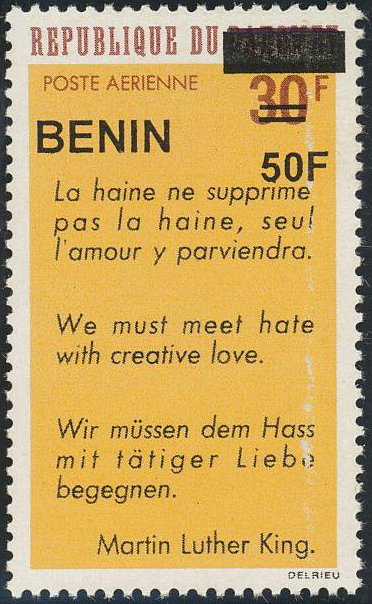 REPUBLIQUE DU
POSTE AERIENNE
30F
BENIN
50F
La haine ne supprime
pas la haine, seul
l'amour y parviendra.
We must meet hate
with creative love.
Wir müssen dem Hass
mit tätiger Liebe
begegnen.
Martin Luther King.
DELRIEU